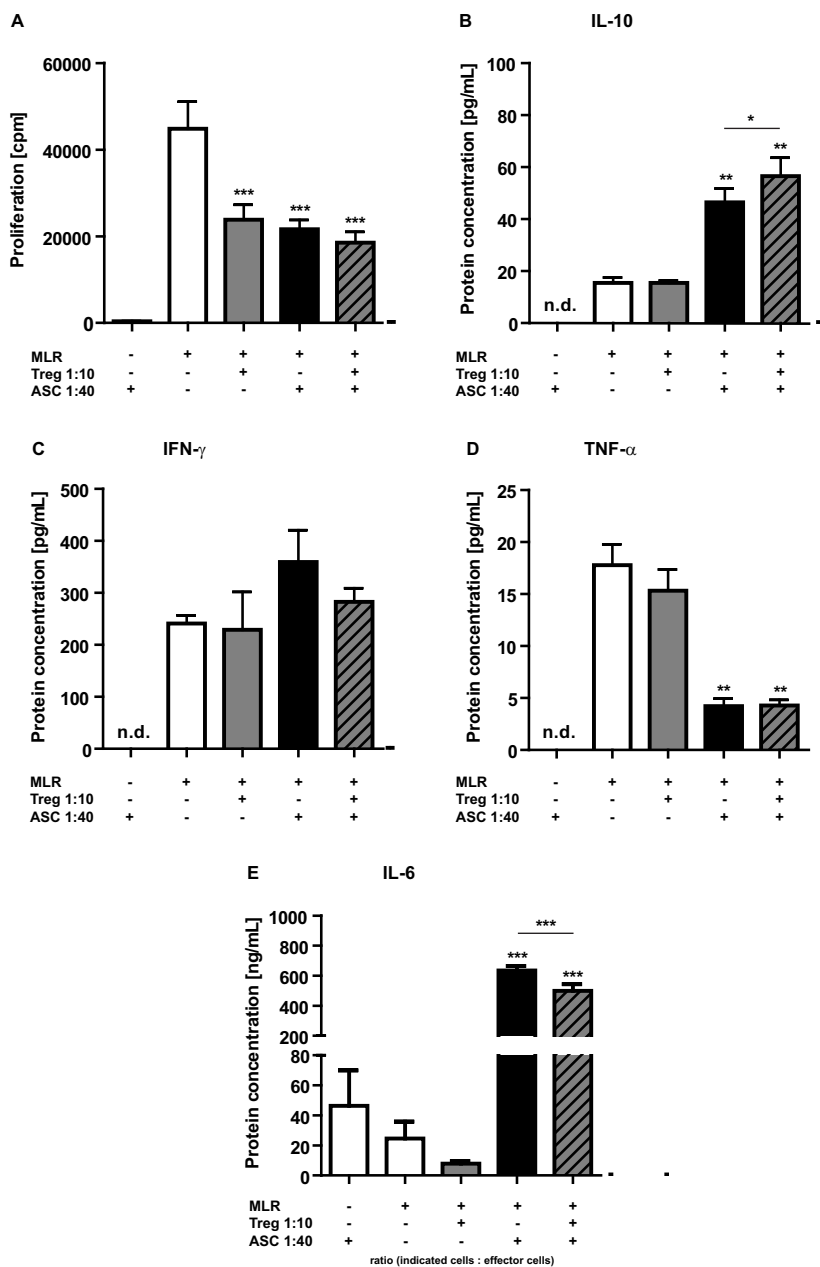 A
Proliferation [cpm]
60000
40000
20000
0
***
***
***
MLR - + + + +
Treg 1:10 - - + - +
ASC 1:40 + - - + +
B
IL-10
Protein concentration [pg/mL]
100
80
60
40
20
0
n.d.
**
*
**
MLR - + + + +
Treg 1:10 - - + - +
ASC 1:40 + - - + +
C
IFN-γ
Protein concentration [pg/mL]
500
400
300
200
100
0
n.d.
MLR - + + + +
Treg 1:10 - - + - +
ASC 1:40 + - - + +
D
TNF-α
Protein concentration [pg/mL]
25
20
15
10
5
0
n.d.
**
**
MLR - + + + +
Treg 1:10 - - + - +
ASC 1:40 + - - + +
E
IL-6
Protein concentration [ng/mL]
1000
800
600
400
200
80
60
40
20
0
***
***
***
MLR - + + + +
Treg 1:10 - - + - +
ASC 1:40 + - - + +
ratio (indicated cells : effector cells)